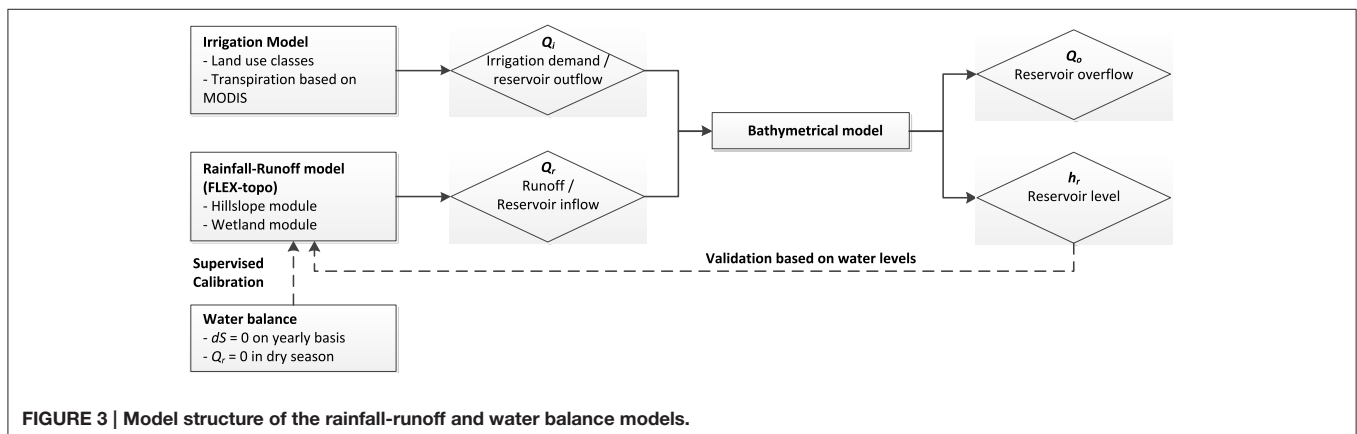 Irrigation Model
- Land use classes
- Transpiration based on
MODIS
Qi
Irrigation demand /
reservoir outflow
Rainfall-Runoff model
(FLEX-topo)
- Hillslope module
- Wetland module
Qr
Runoff /
Reservoir inflow
Bathymetrical model
Qo
Reservoir overflow
hr
Reservoir level
Validation based on water levels
Supervised
Calibration
Water balance
- dS = 0 on yearly basis
- Qr = 0 in dry season
FIGURE 3 | Model structure of the rainfall-runoff and water balance models.